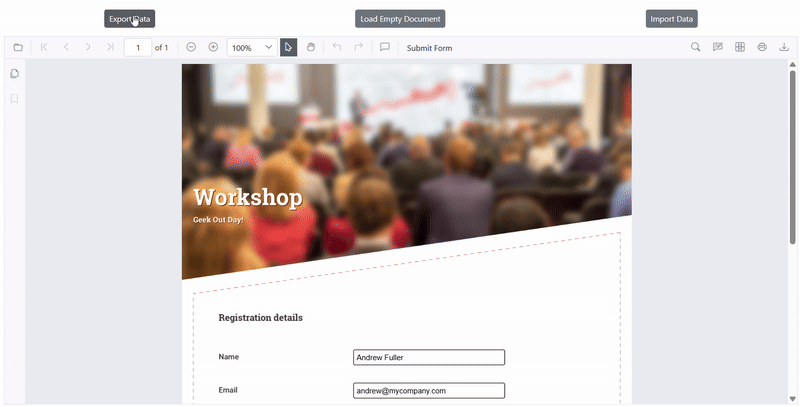 Export Data
Load Empty Document
Import Data
1 of 1
100%
Submit Form
Workshop
Geek Out Day!
Registration details
Name
Andrew Fuller
Email
andrew@mycompany.com